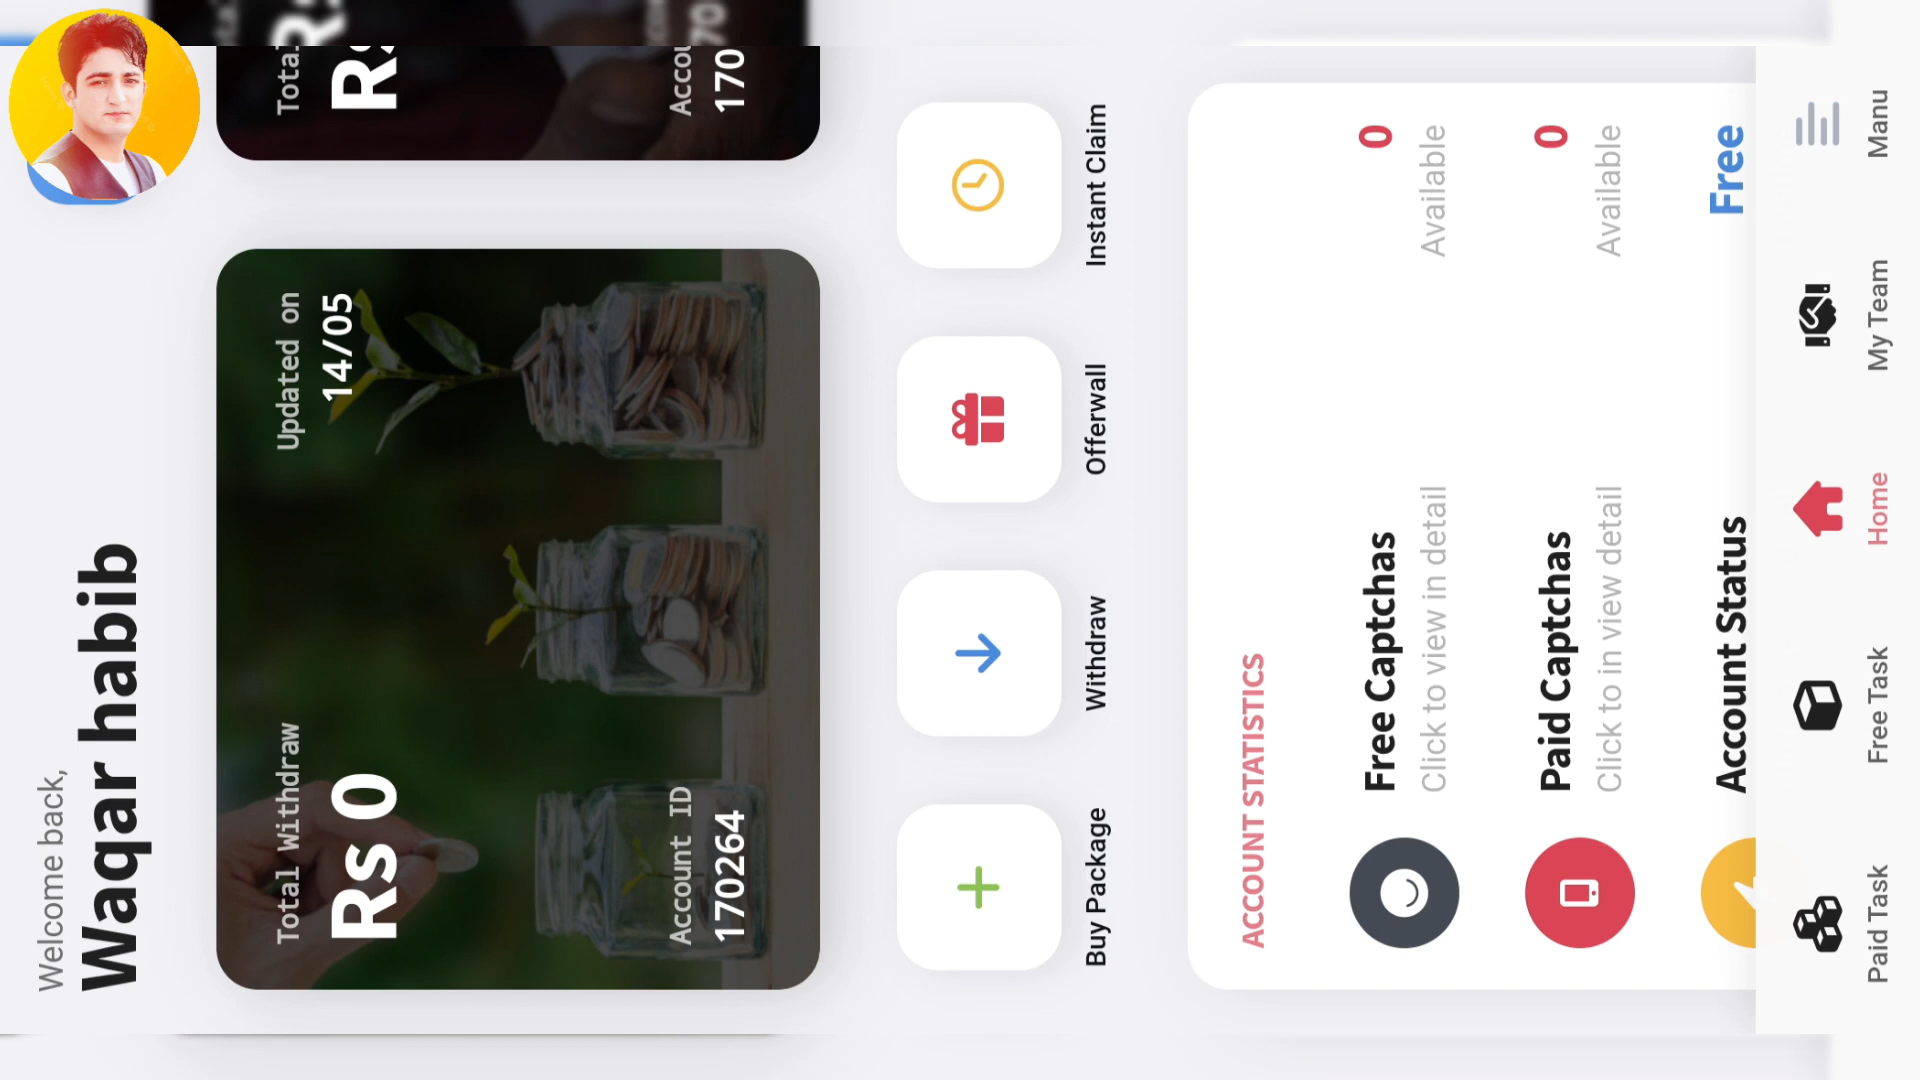 Welcome back,
Waqar habib
Total Withdraw
Rs 0
Updated on
14/05
Account ID
170264
Rs
170
Buy Package
Withdraw
Offerwall
Instant Claim
ACCOUNT STATISTICS
Free Captchas
Click to view in detail
0
Available
Paid Captchas
Click to in view detail
0
Available
Account Status
Free
Paid Task
Free Task
Home
My Team
Manu